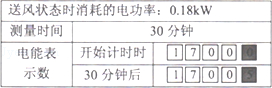 送风状态时消耗的电功率：0.18kW
测量时间 30分钟
电能表示数 开始计时时 1 7 0 0
30分钟后 1 7 0 0